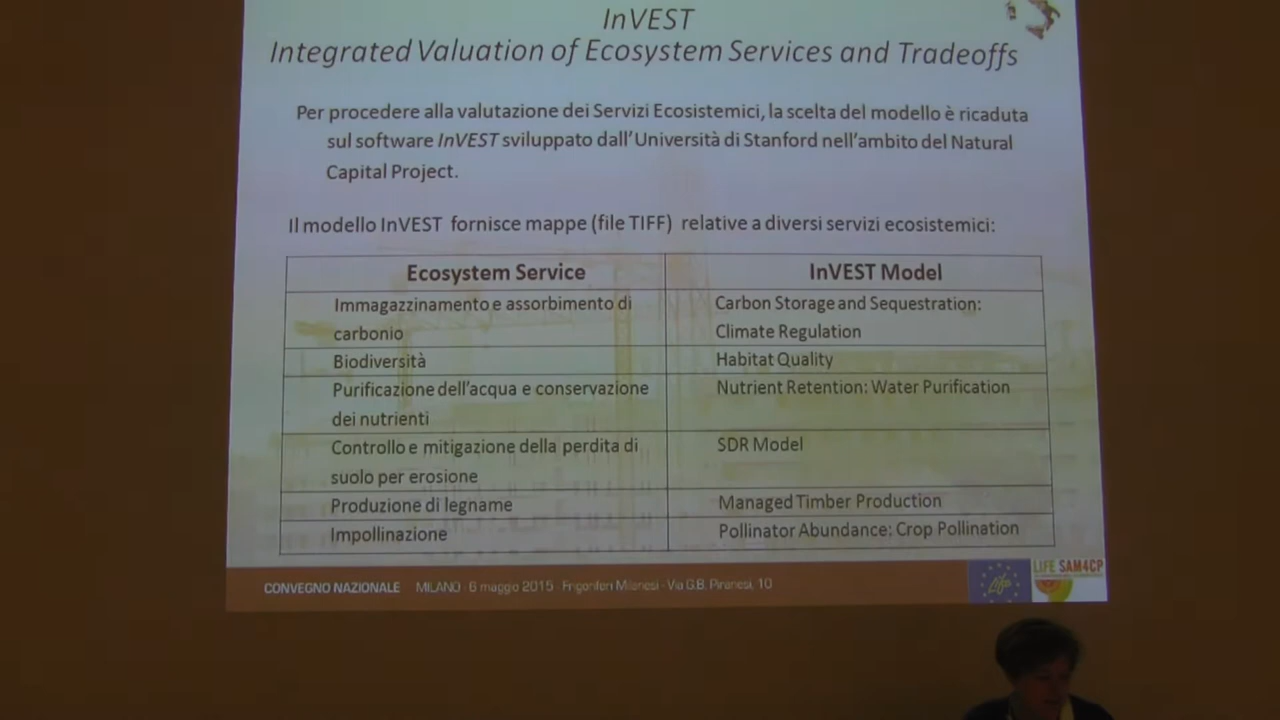 InVEST
Integrated Valuation of Ecosystem Services and Tradeoffs
Per procedere alla valutazione dei Servizi Ecosistemici, la scelta del modello è ricaduta
sul software InVEST sviluppato dall'Università di Stanford nell'ambito del Natural
Capital Project.
Il modello InVEST fornisce mappe (file TIFF) relative a diversi servizi ecosistemici:
Ecosystem Service InVEST Model
Immagazzinamento e assorbimento di Carbon Storage and Sequestration:
carbonio Climate Regulation
Biodiversità Habitat Quality
Purificazione dell'acqua e conservazione Nutrient Retention: Water Purification
dei nutrienti
Controllo e mitigazione della perdita di SDR Model
suolo per erosione
Produzione di legname Managed Timber Production
Impollinazione Pollinator Abundance: Crop Pollination
CONVEGNO NAZIONALE MILANO - 6 maggio 2015 - Frigoriferi Milanesi - Via G.B. Piranesi, 10
Life
LIFE SAM4CP